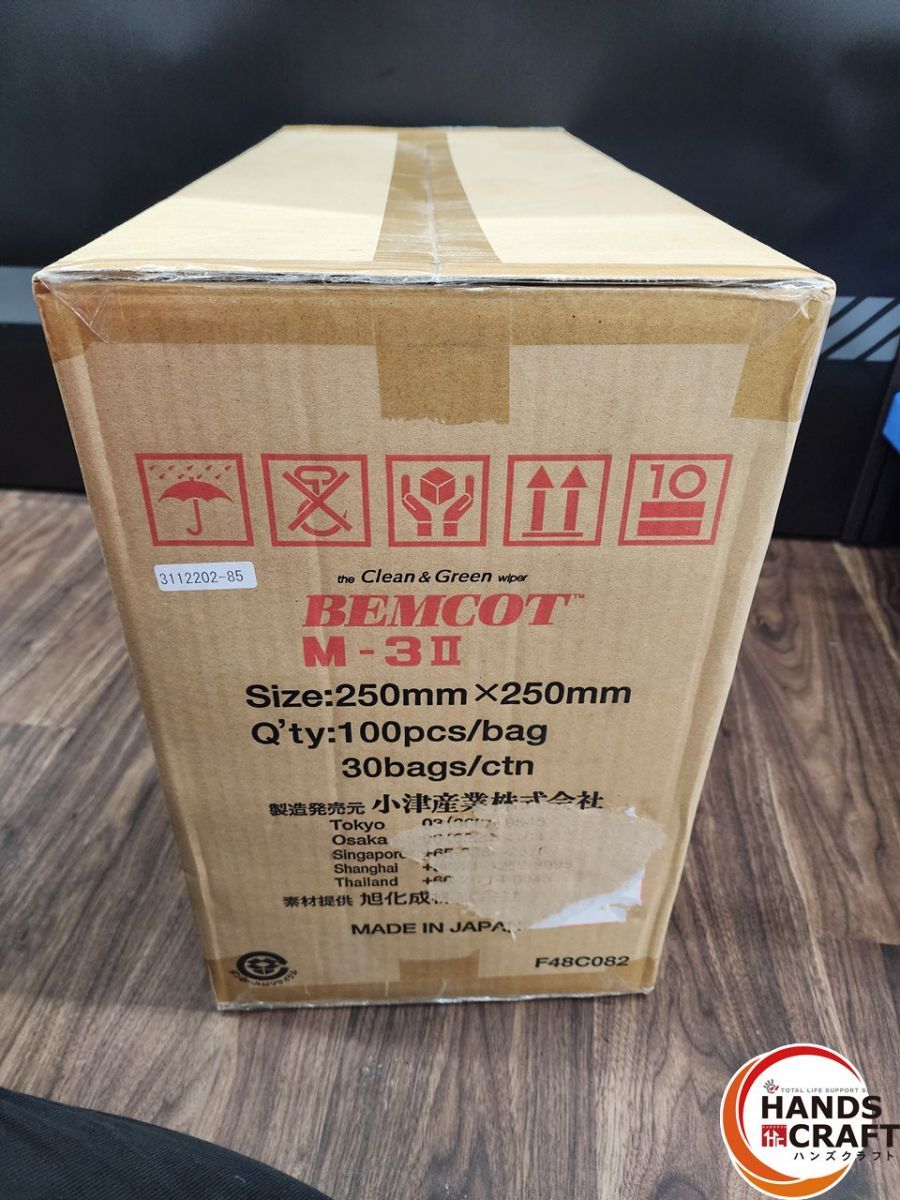 10
3112202-85
the Clean & Green wiper
BEMCOT™
M-3Ⅱ
Size:250mm×250mm
Q'ty:100pcs/bag
30bags/ctn
製造発売元 小津産業株式会社
Tokyo
Osaka
Singapore
Shanghai
Thailand
素材提供 旭化成
MADE IN JAPAN
F48C082
TOTAL LIFE SUPPORT
HANDS
CRAFT
ハンズクラフト